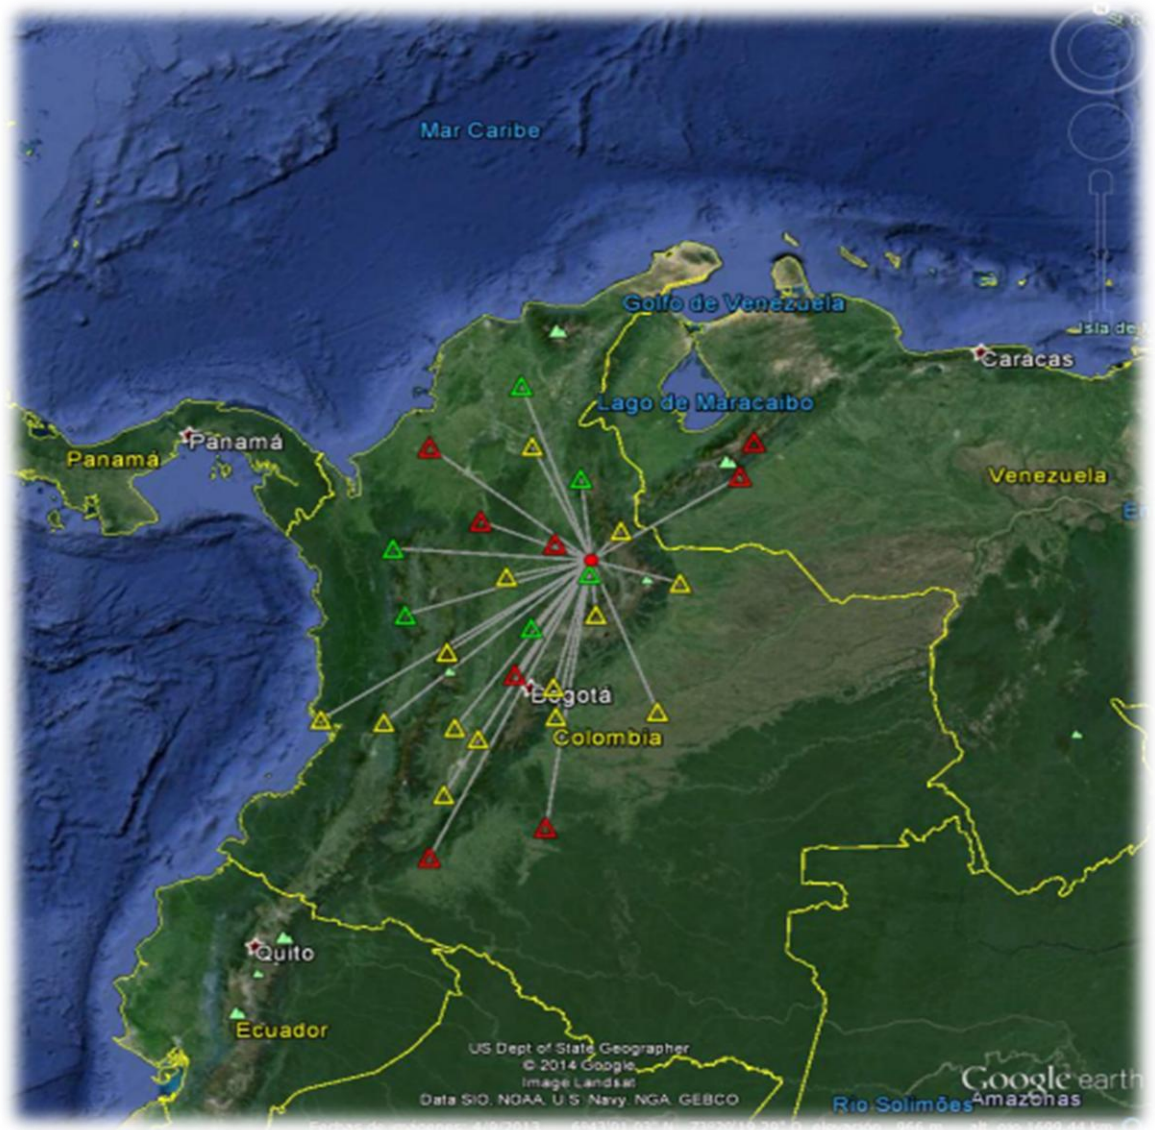 Mar Caribe
Golfo de Venezuela
Isla de
Caracas
Lago de Maracaibo
Panamá
Panamá
Venezuela
Bogotá
Colombia
Quito
Ecuador
US Dept of State Geographer
© 2014 Google
Image Landsat
Data SIO, NOAA, U.S. Navy, NGA, GEBCO
Google earth
Rio Solimões
Amazonas